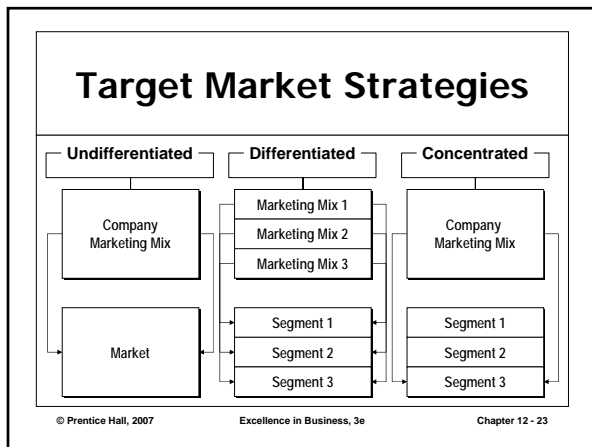 Target Market Strategies
Undifferentiated
Differentiated
Concentrated
Company
Marketing Mix
Market
Marketing Mix 1
Marketing Mix 2
Marketing Mix 3
Segment 1
Segment 2
Segment 3
Company
Marketing Mix
Segment 1
Segment 2
Segment 3
© Prentice Hall, 2007
Excellence in Business, 3e
Chapter 12 - 23